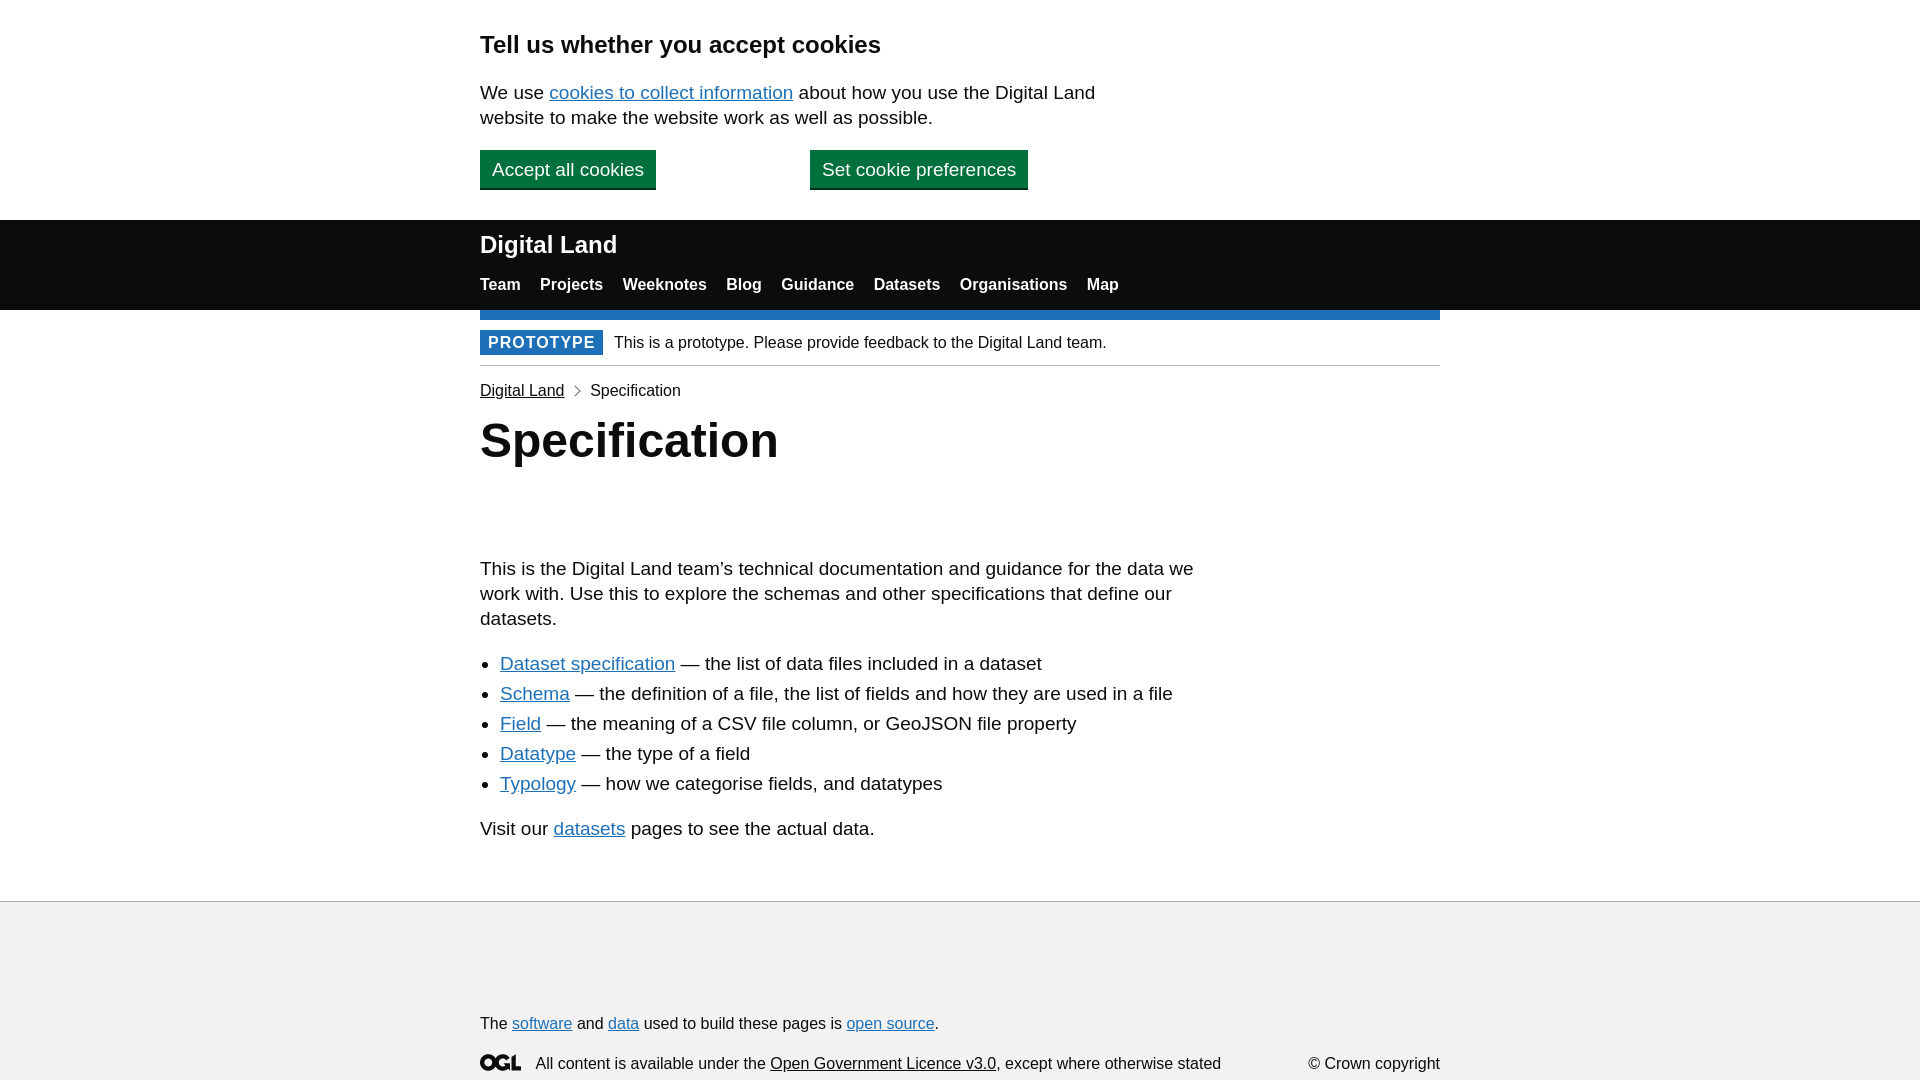 Tell us whether you accept cookies
We use cookies to collect information about how you use the Digital Land
website to make the website work as well as possible.
Accept all cookies
Set cookie preferences
Digital Land
Team Projects Weeknotes Blog Guidance Datasets Organisations Map
PROTOTYPE This is a prototype. Please provide feedback to the Digital Land team.
Digital Land > Specification
Specification
This is the Digital Land team’s technical documentation and guidance for the data we
work with. Use this to explore the schemas and other specifications that define our
datasets.
• Dataset specification — the list of data files included in a dataset
• Schema — the definition of a file, the list of fields and how they are used in a file
• Field — the meaning of a CSV file column, or GeoJSON file property
• Datatype — the type of a field
• Typology — how we categorise fields, and datatypes
Visit our datasets pages to see the actual data.
The software and data used to build these pages is open source.
OGL All content is available under the Open Government Licence v3.0, except where otherwise stated
© Crown copyright